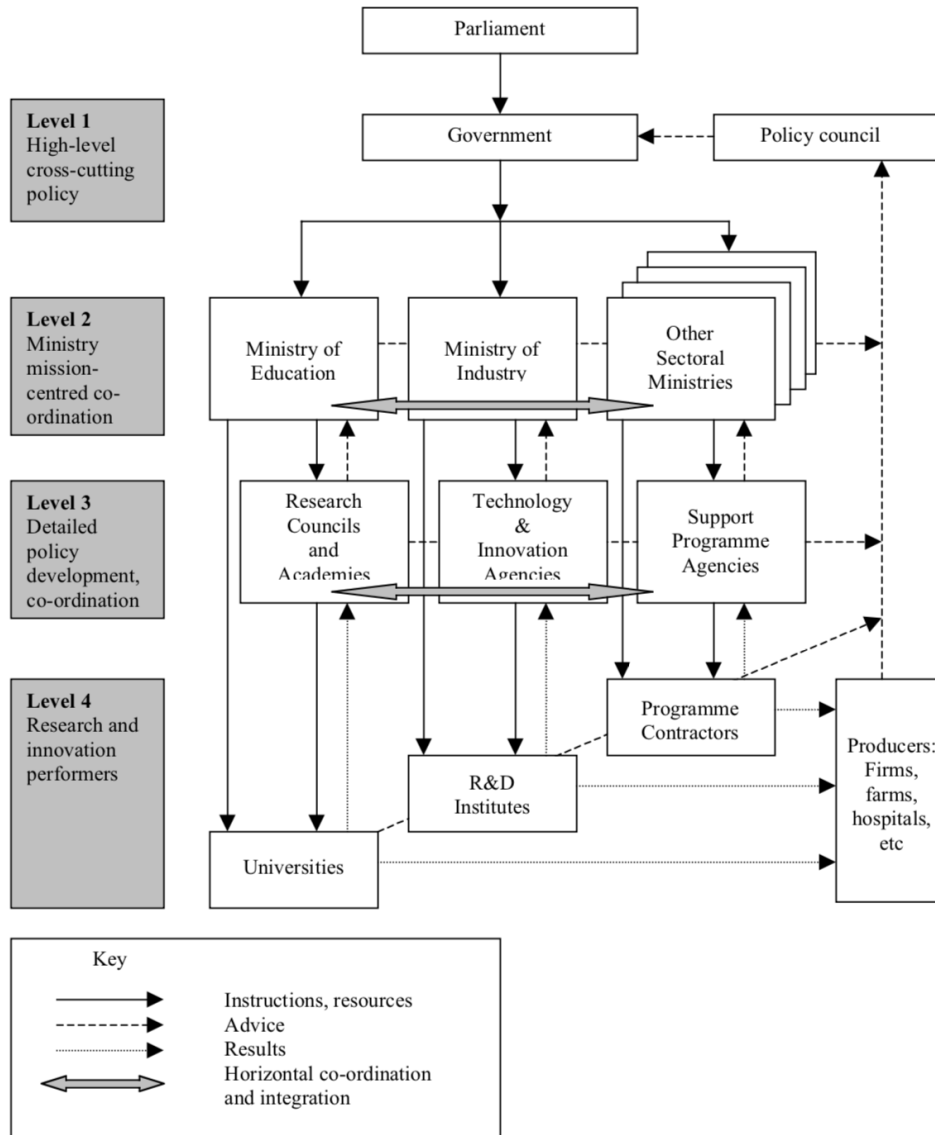 Parliament
Level 1
High-level
cross-cutting
policy
Government
Policy council
Level 2
Ministry
mission-
centred co-
ordination
Ministry of
Education
Ministry of
Industry
Other
Sectoral
Ministries
Level 3
Detailed
policy
development,
co-ordination
Research
Councils
and
Academies
Technology
&
Innovation
Agencies
Support
Programme
Agencies
Level 4
Research and
innovation
performers
Programme
Contractors
R&D
Institutes
Universities
Producers:
Firms,
farms,
hospitals,
etc
Key
Instructions, resources
Advice
Results
Horizontal co-ordination
and integration